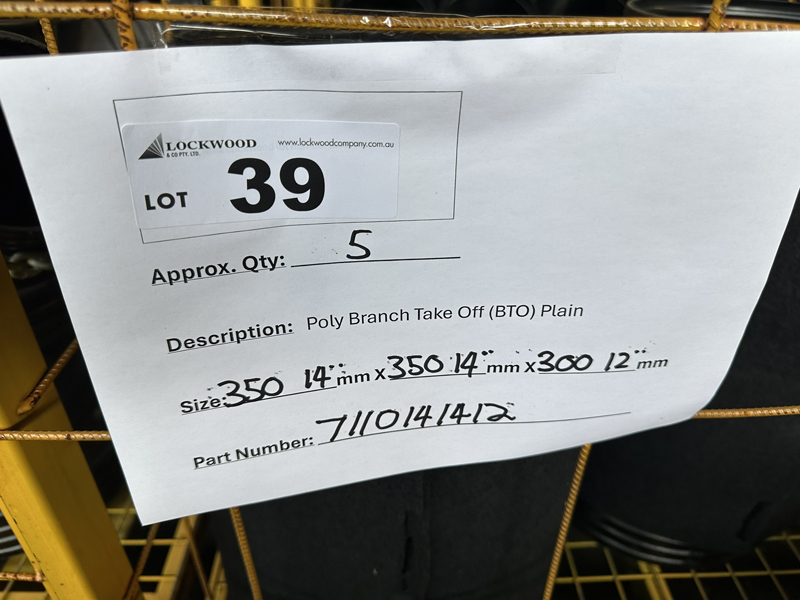 LOCKWOOD www.lockwoodcompany.com.au
& CO PTY. LTD.
LOT 39
Approx. Qty: 5
Description: Poly Branch Take Off (BTO) Plain
Size: 350 14" mm x 350 14" mm x 300 12" mm
Part Number: 7110141412